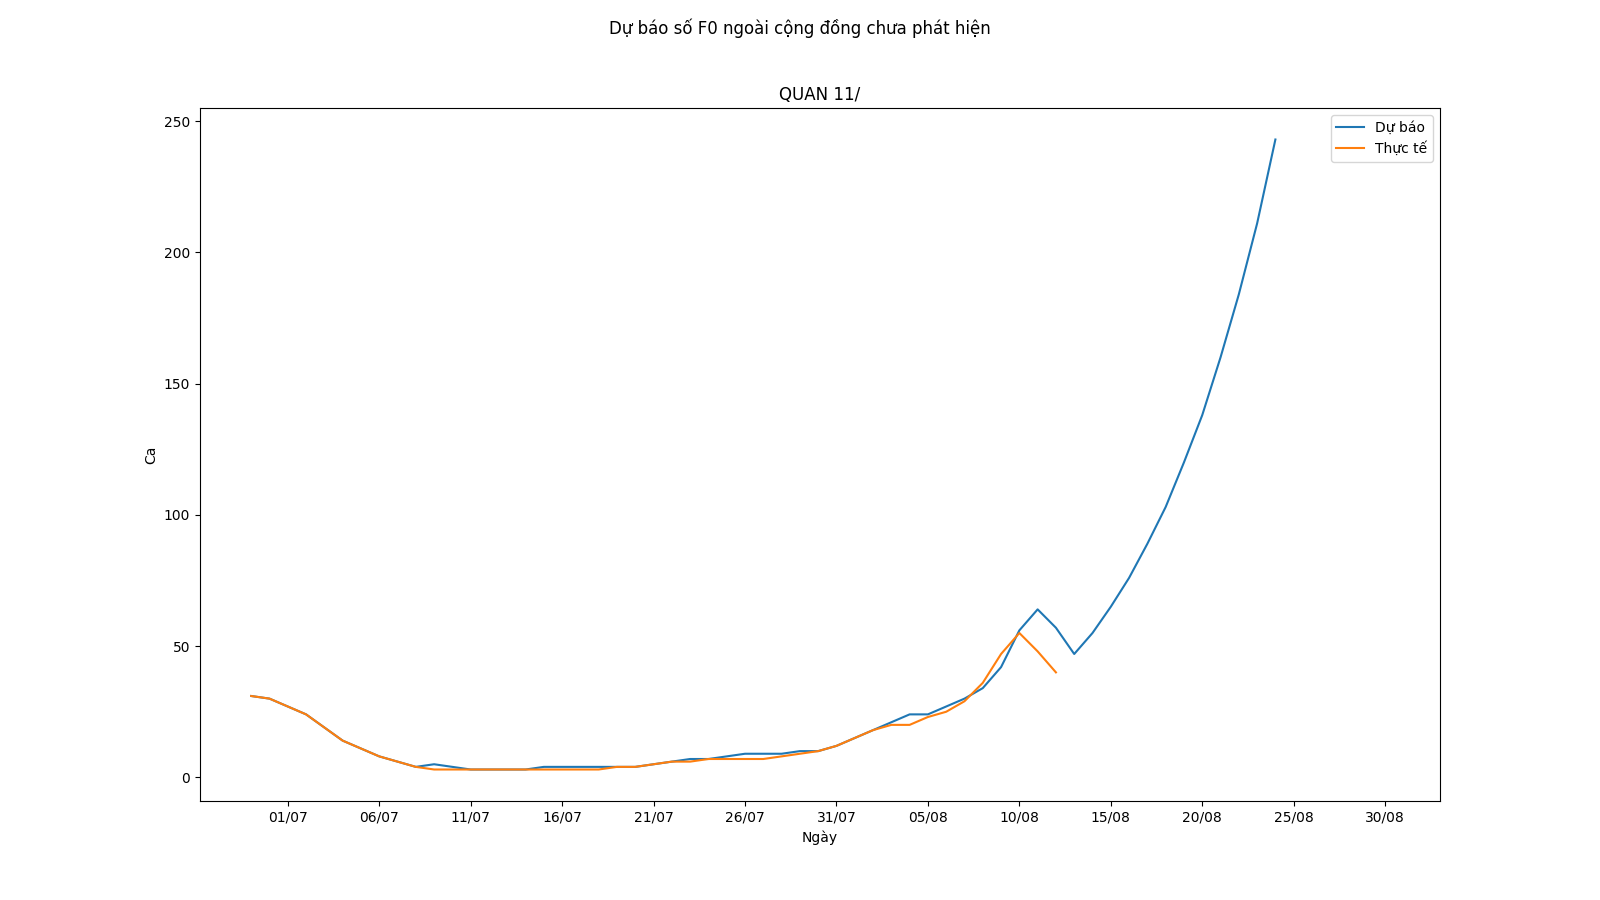 Dự báo số F0 ngoài cộng đồng chưa phát hiện
QUAN 11/
Dự báo
Thực tế
250
200
150
100
50
0
Ca
01/07 06/07 11/07 16/07 21/07 26/07 31/07 05/08 10/08 15/08 20/08 25/08 30/08
Ngày